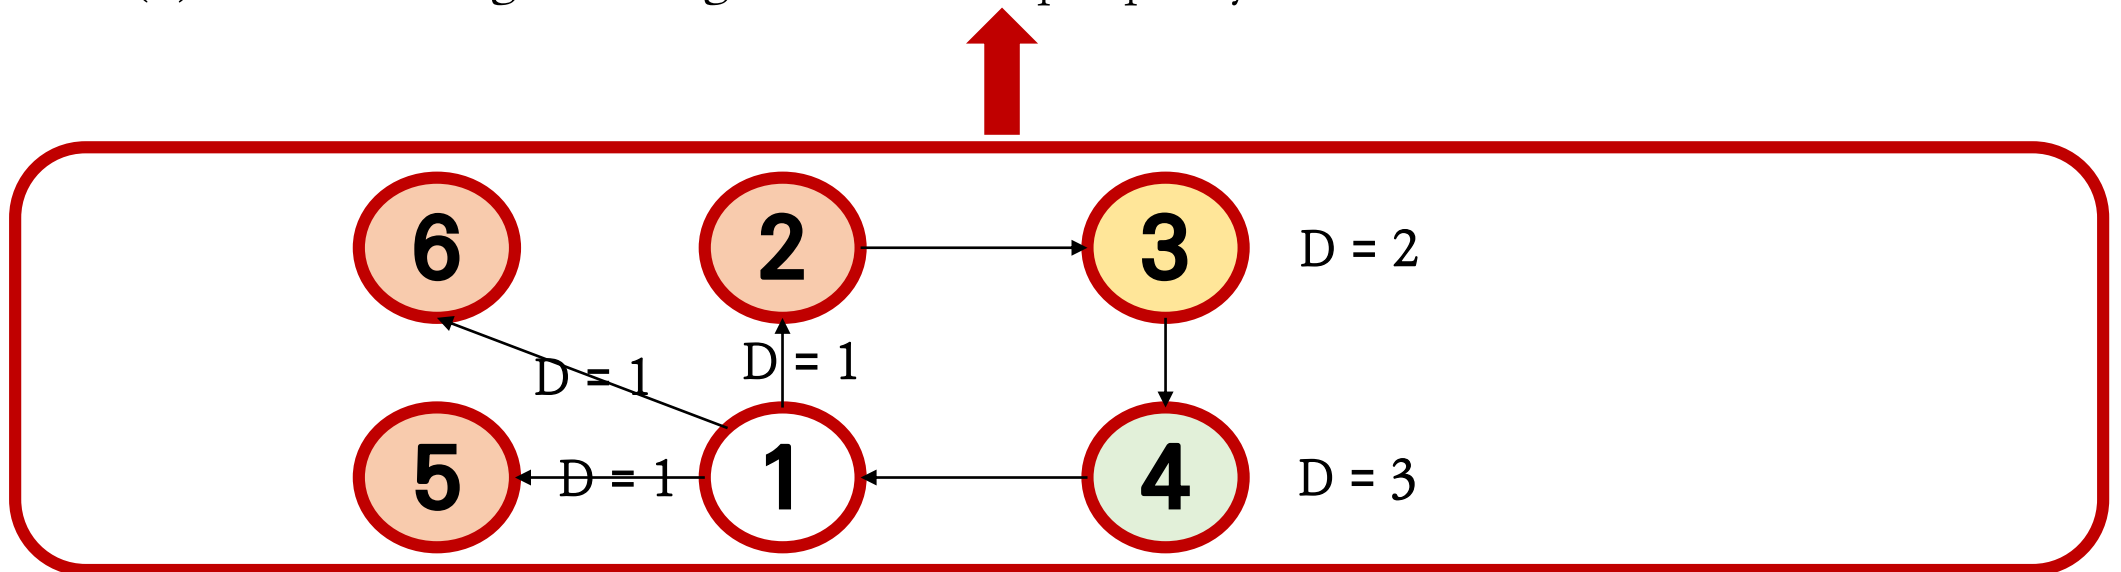 6 2 3 D = 2
D = 1 D = 1
5 D = 1 1 4 D = 3